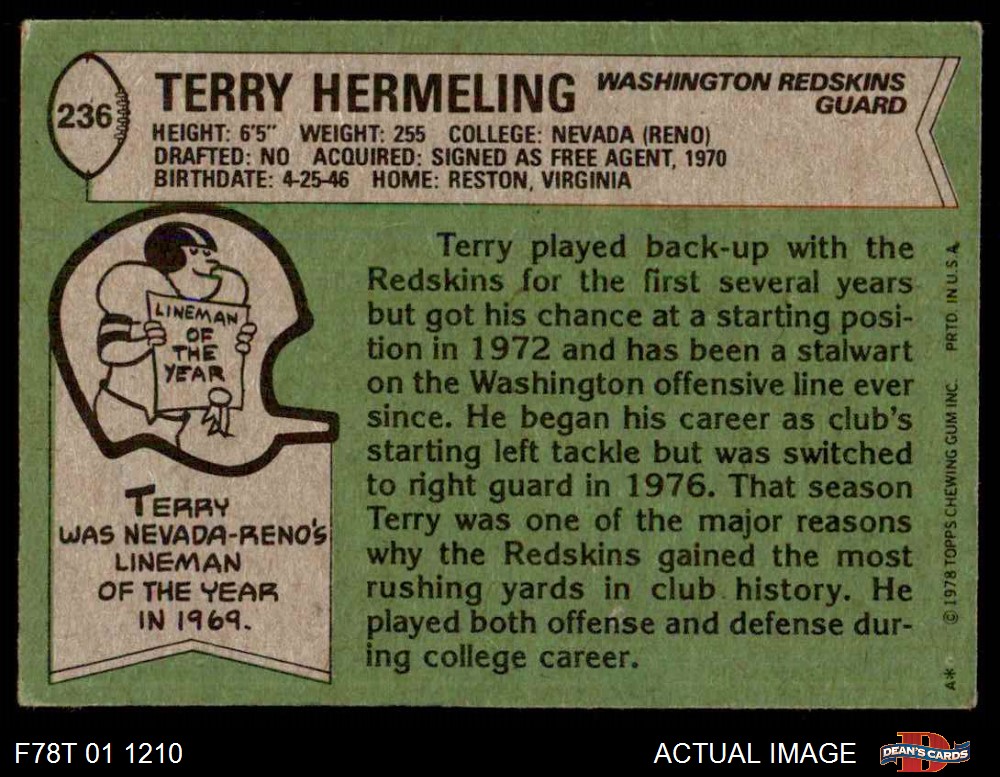 236
TERRY HERMELING
WASHINGTON REDSKINS
GUARD
HEIGHT: 6'5" WEIGHT: 255 COLLEGE: NEVADA (RENO)
DRAFTED: NO ACQUIRED: SIGNED AS FREE AGENT, 1970
BIRTHDATE: 4-25-46 HOME: RESTON, VIRGINIA
LINEMAN
OF
THE
YEAR
TERRY
WAS NEVADA-RENO'S
LINEMAN
OF THE YEAR
IN 1969.
Terry played back-up with the
Redskins for the first several years
but got his chance at a starting posi-
tion in 1972 and has been a stalwart
on the Washington offensive line ever
since. He began his career as club's
starting left tackle but was switched
to right guard in 1976. That season
Terry was one of the major reasons
why the Redskins gained the most
rushing yards in club history. He
played both offense and defense dur-
ing college career.
A* © 1978 TOPPS CHEWING GUM INC. PRTD. IN U.S.A.
F78T 01 1210
ACTUAL IMAGE
D
DEAN'S CARDS